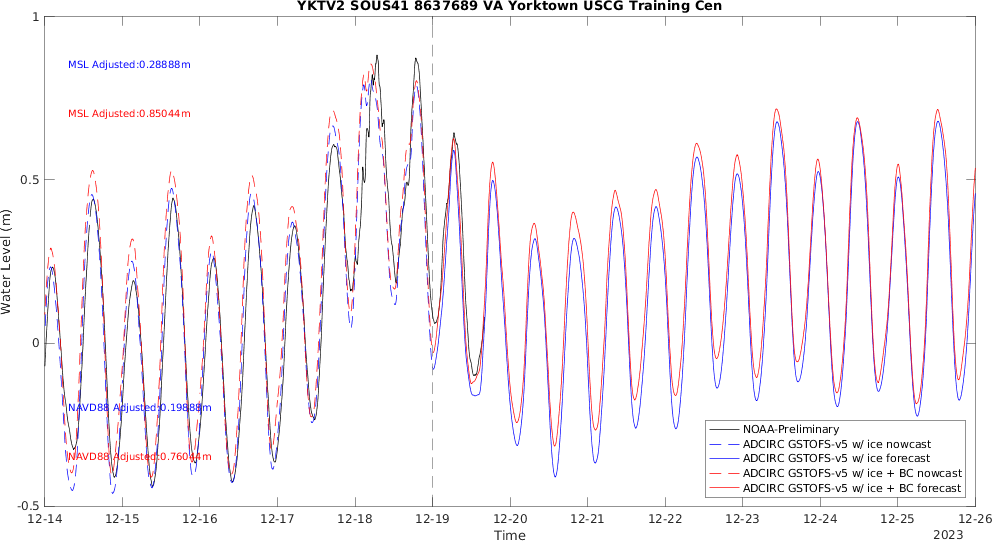 YKTV2 SOUS41 8637689 VA Yorktown USCG Training Cen
1
0.5
0
-0.5
Water Level (m)
MSL Adjusted:0.28888m
MSL Adjusted:0.85044m
NAVD88 Adjusted:0.19888m
NAVD88 Adjusted:0.76044m
NOAA-Preliminary
ADCIRC GSTOFS-v5 w/ ice nowcast
ADCIRC GSTOFS-v5 w/ ice forecast
ADCIRC GSTOFS-v5 w/ ice + BC nowcast
ADCIRC GSTOFS-v5 w/ ice + BC forecast
12-14 12-15 12-16 12-17 12-18 12-19 12-20 12-21 12-22 12-23 12-24 12-25 12-26
Time
2023